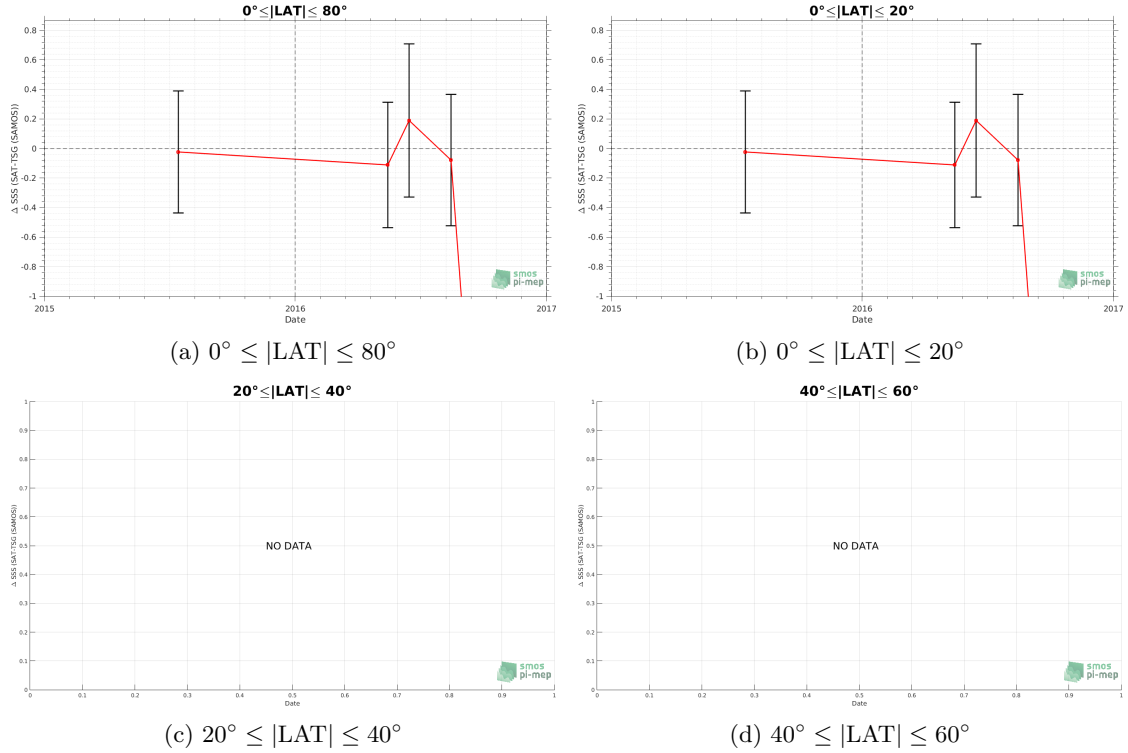 0°≤|LAT|≤ 80°
0.8
0.6
0.4
0.2
0
-0.2
-0.4
-0.6
-0.8
-1
Δ SSS (SAT-TSG (SAMOS))
2015
2016
2017
Date
smos
pi-mep
(a) 0° ≤ |LAT| ≤ 80°
0°≤|LAT|≤ 20°
0.8
0.6
0.4
0.2
0
-0.2
-0.4
-0.6
-0.8
-1
Δ SSS (SAT-TSG (SAMOS))
2015
2016
2017
Date
smos
pi-mep
(b) 0° ≤ |LAT| ≤ 20°
20°≤|LAT|≤ 40°
1
0.9
0.8
0.7
0.6
0.5
0.4
0.3
0.2
0.1
0
Δ SSS (SAT-TSG (SAMOS))
NO DATA
0 0.1 0.2 0.3 0.4 0.5 0.6 0.7 0.8 0.9 1
Date
smos
pi-mep
(c) 20° ≤ |LAT| ≤ 40°
40°≤|LAT|≤ 60°
1
0.9
0.8
0.7
0.6
0.5
0.4
0.3
0.2
0.1
0
Δ SSS (SAT-TSG (SAMOS))
NO DATA
0 0.1 0.2 0.3 0.4 0.5 0.6 0.7 0.8 0.9 1
Date
smos
pi-mep
(d) 40° ≤ |LAT| ≤ 60°